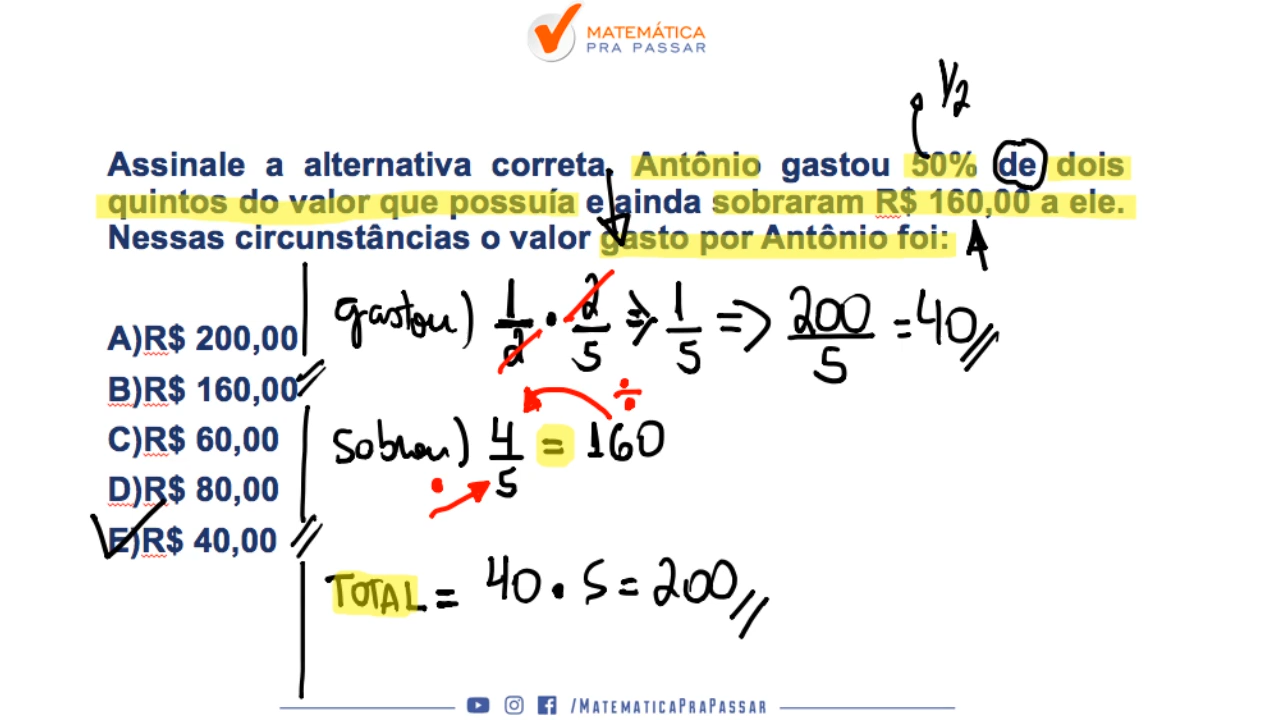 MATEMÁTICA
PRA PASSAR
1/2
Assinale a alternativa correta. Antônio gastou 50% de dois
quintos do valor que possuía e ainda sobraram R$ 160,00 a ele.
Nessas circunstâncias o valor gasto por Antônio foi:
A)R$ 200,00
B)R$ 160,00
C)R$ 60,00
D)R$ 80,00
E)R$ 40,00
gastou) 1/2 · 2/5 => 1/5 => 200/5 = 40//
÷
sobrou) 4/5 = 160
·
TOTAL = 40 · 5 = 200//
/MATEMATICAPRAPASSAR